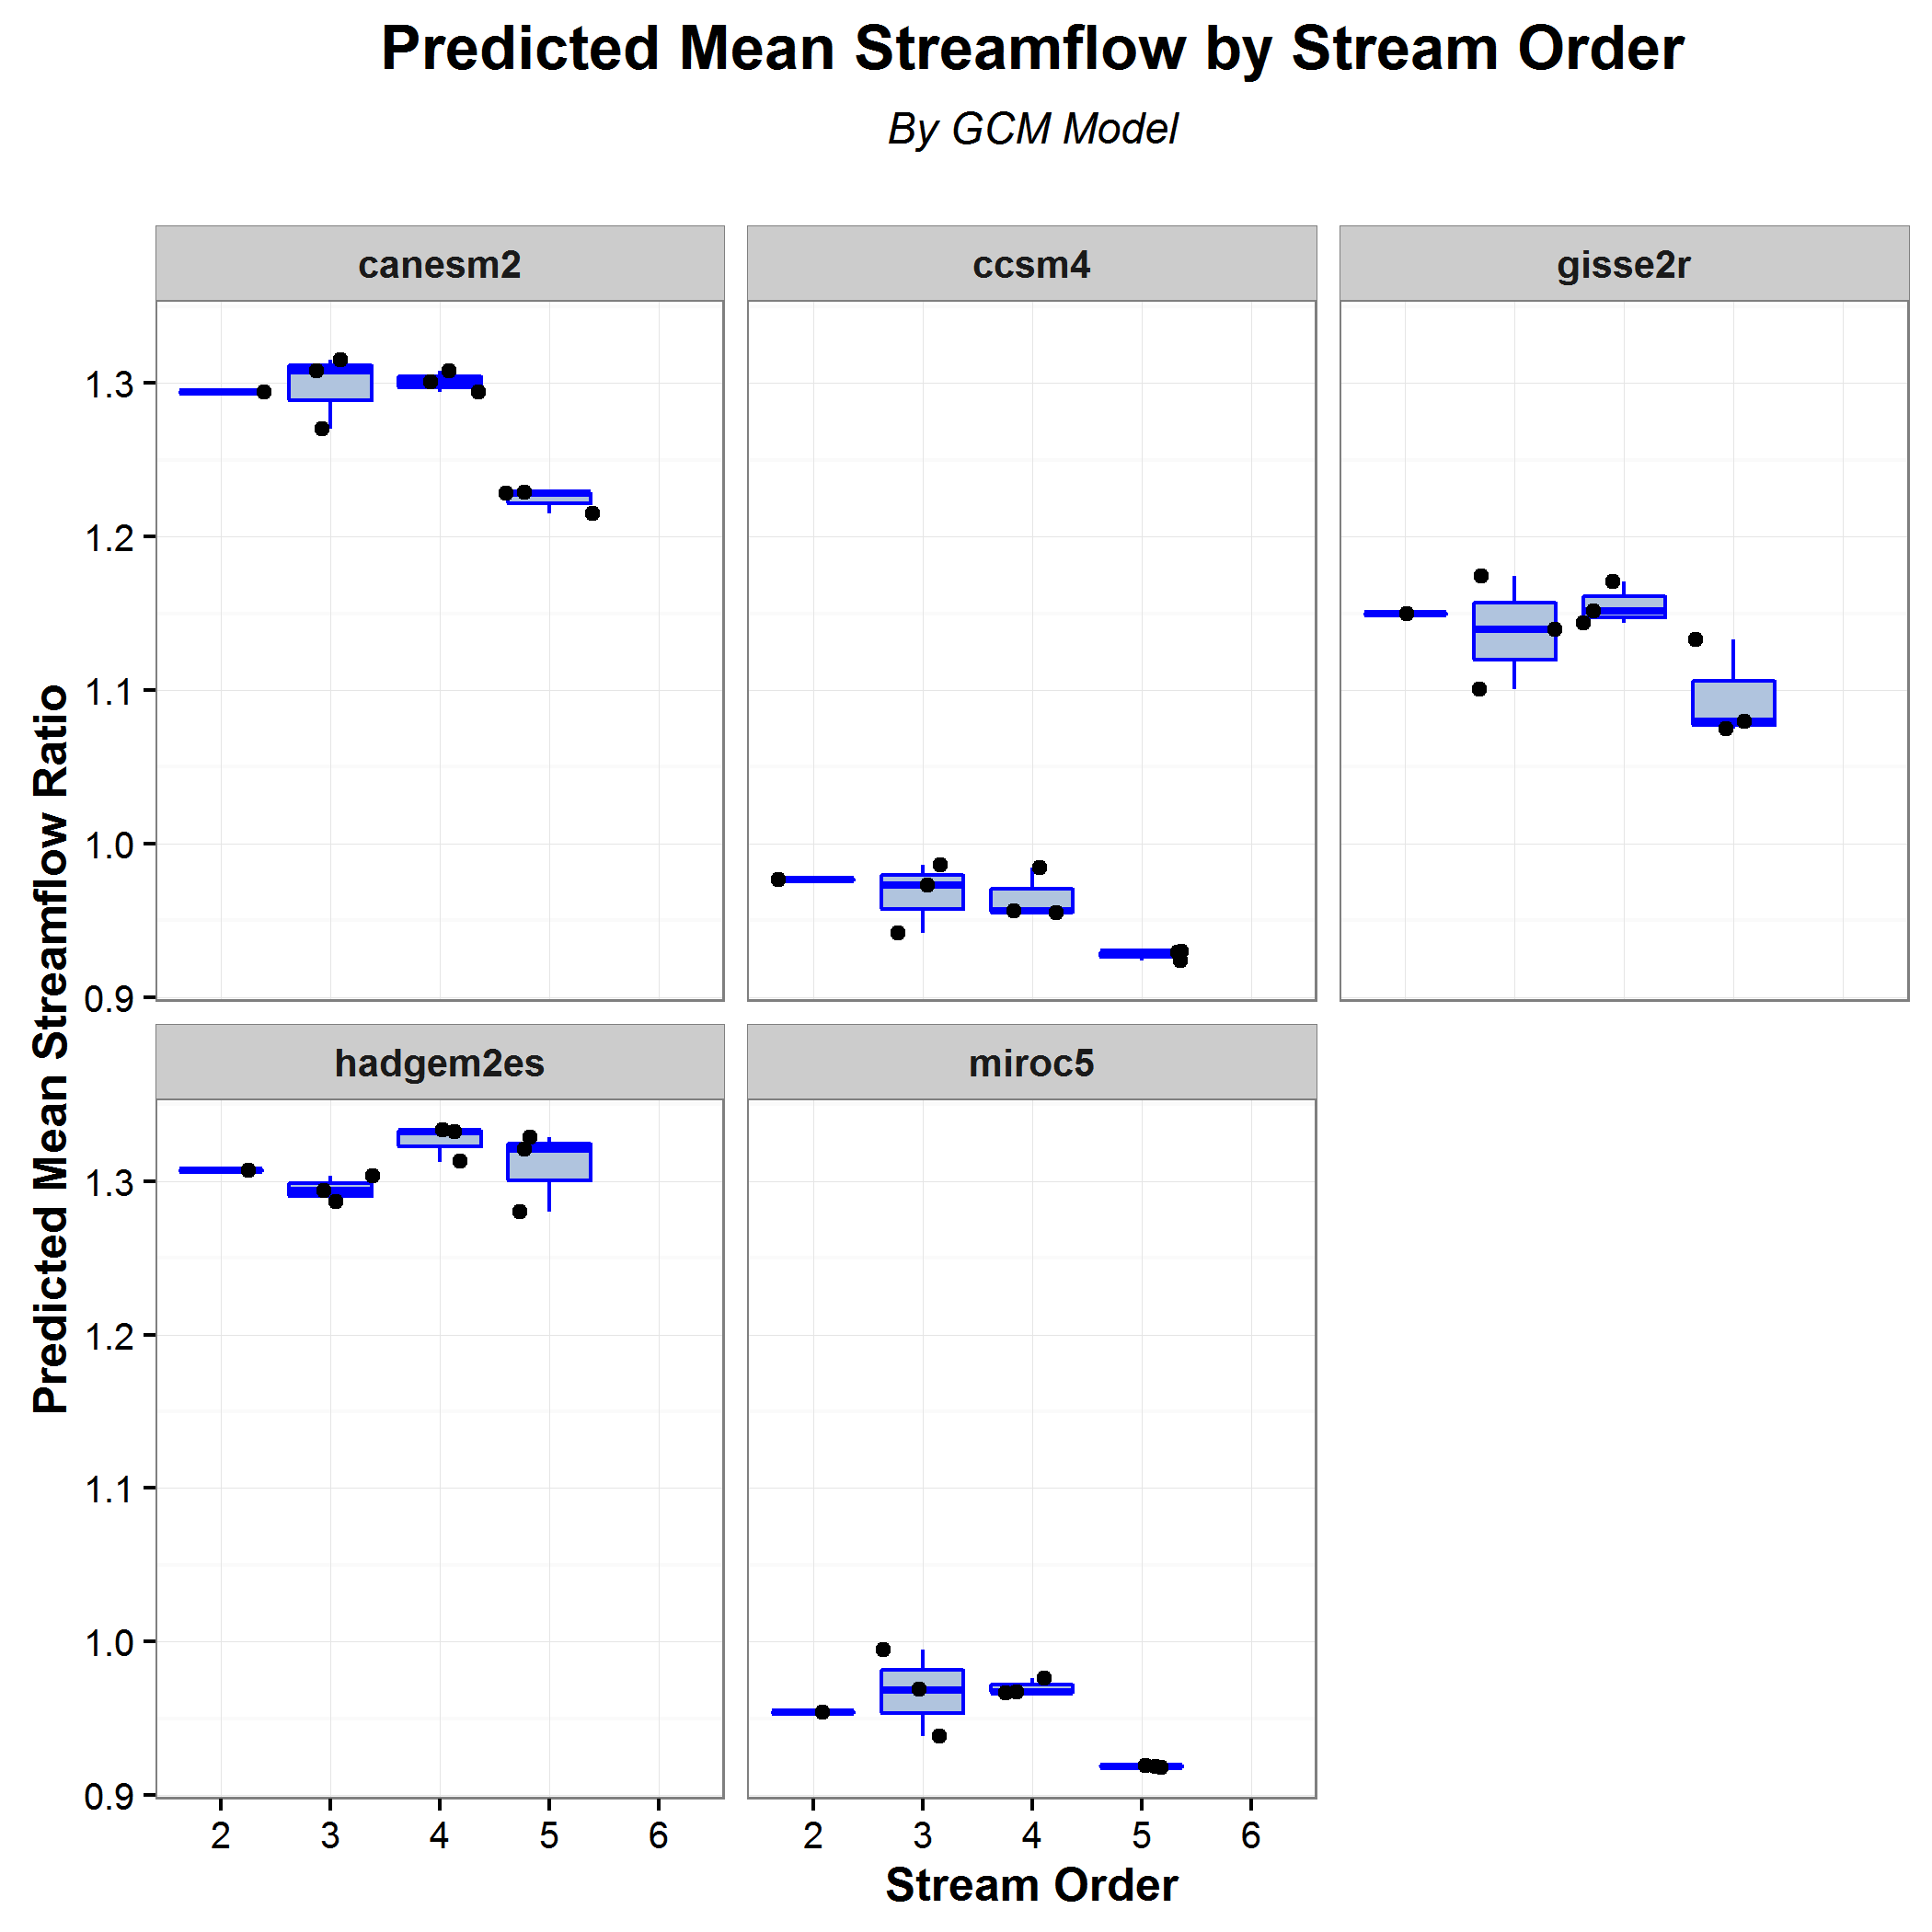 Predicted Mean Streamflow by Stream Order
By GCM Model
canesm2
ccsm4
gisse2r
1.3
1.2
1.1
1.0
0.9
Predicted Mean Streamflow Ratio
hadgem2es
miroc5
1.3
1.2
1.1
1.0
0.9
2 3 4 5 6
2 3 4 5 6
Stream Order